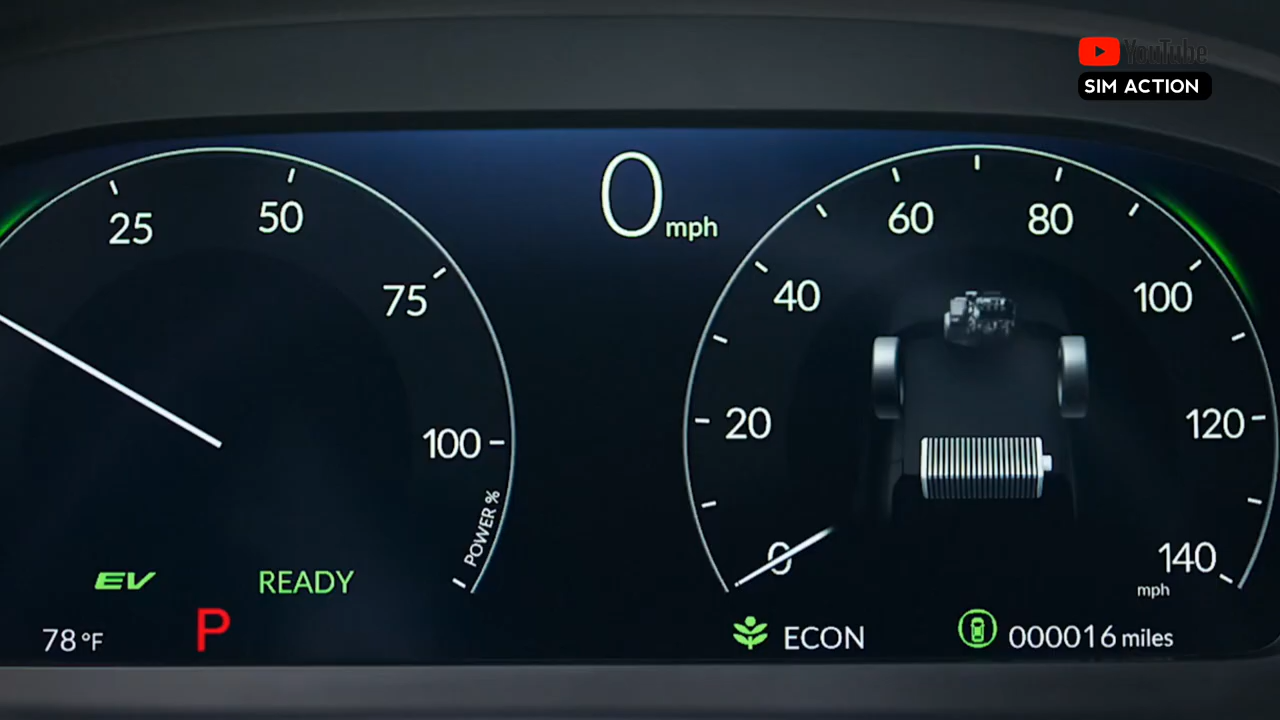 YouTube
SIM ACTION
0 mph
25
50
75
100
POWER %
EV
READY
78 °F
P
0
20
40
60
80
100
120
140
mph
ECON
000016 miles